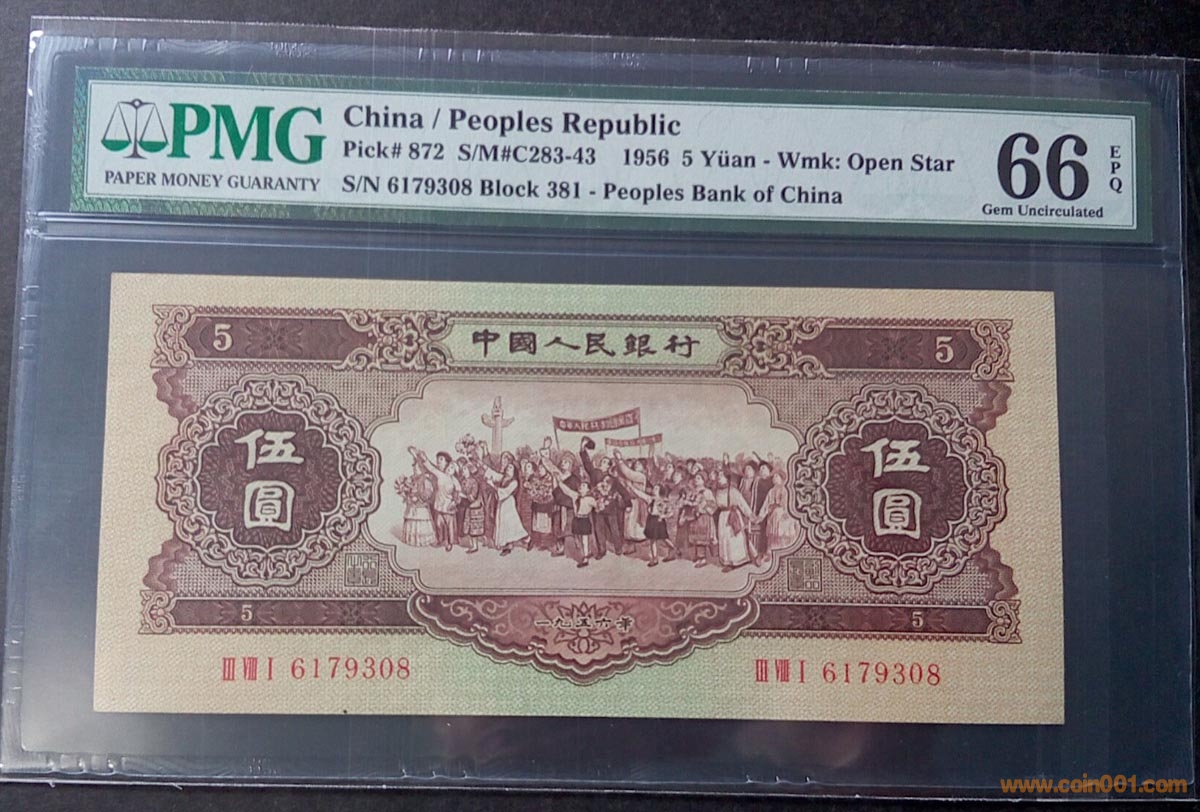 PMG
PAPER MONEY GUARANTY
China / Peoples Republic
Pick# 872 S/M#C283-43 1956 5 Yüan - Wmk: Open Star
S/N 6179308 Block 381 - Peoples Bank of China
66
EPQ
Gem Uncirculated
5 中國人民銀行 5
伍圓 伍圓
5 一九五六年 5
III VIII I 6179308 III VIII I 6179308
www.coin001.com